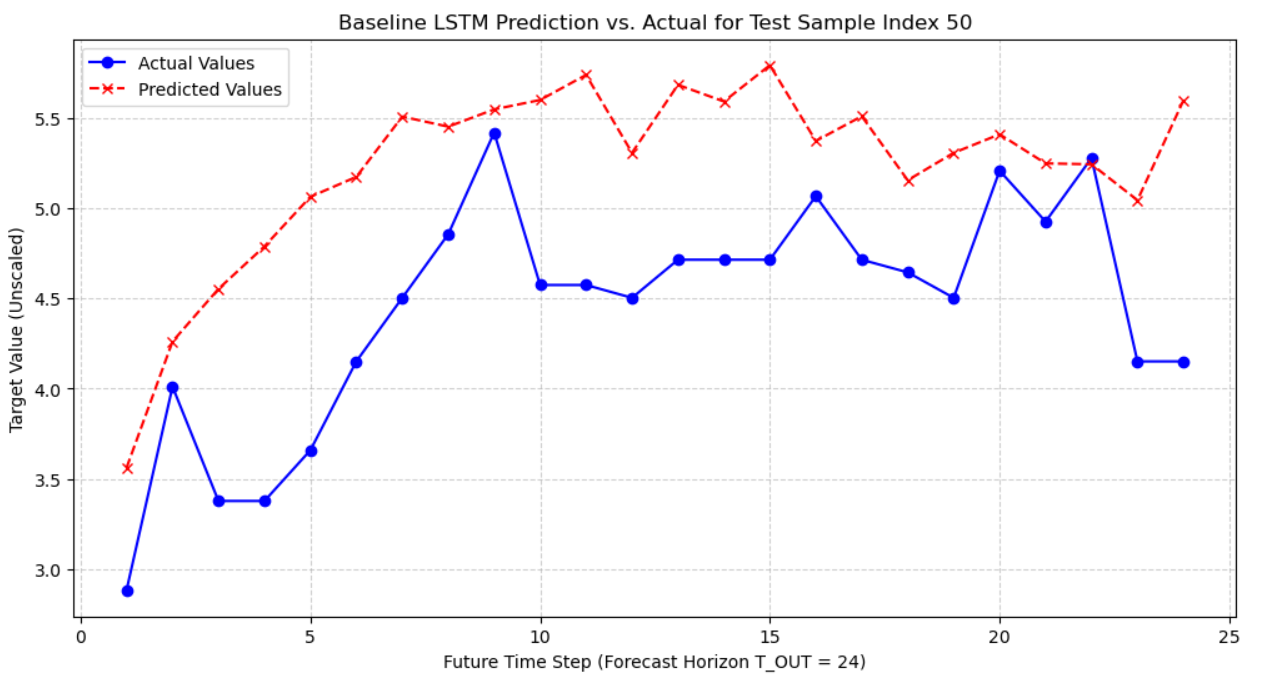 Baseline LSTM Prediction vs. Actual for Test Sample Index 50
Actual Values
Predicted Values
5.5
5.0
4.5
4.0
3.5
3.0
Target Value (Unscaled)
0
5
10
15
20
25
Future Time Step (Forecast Horizon T_OUT = 24)